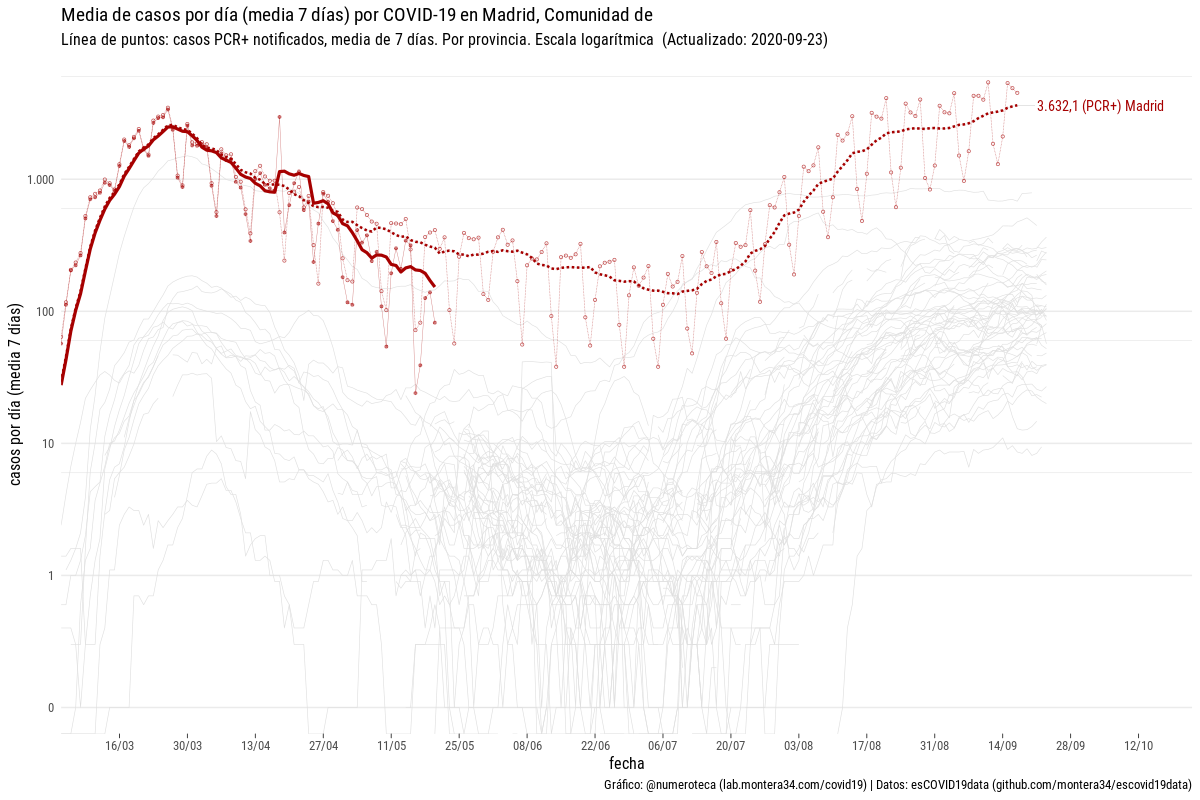 Media de casos por día (media 7 días) por COVID-19 en Madrid, Comunidad de
Línea de puntos: casos PCR+ notificados, media de 7 días. Por provincia. Escala logarítmica (Actualizado: 2020-09-23)
3.632,1 (PCR+) Madrid
casos por día (media 7 días)
1.000
100
10
1
0
16/03 30/03 13/04 27/04 11/05 25/05 08/06 22/06 06/07 20/07 03/08 17/08 31/08 14/09 28/09 12/10
fecha
Gráfico: @numeroteca (lab.montera34.com/covid19) | Datos: esCOVID19data (github.com/montera34/escovid19data)